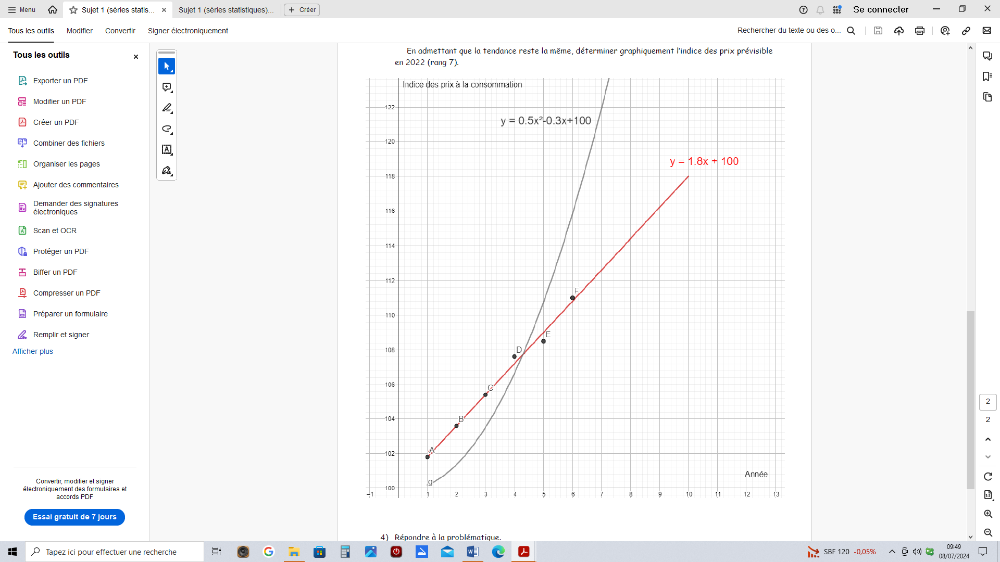 Menu
Sujet 1 (séries statis...
Sujet 1 (séries statistiques)...
Créer
Se connecter
Tous les outils
Modifier
Convertir
Signer électroniquement
Rechercher du texte ou des o...
Tous les outils
Exporter un PDF
Modifier un PDF
Créer un PDF
Combiner des fichiers
Organiser les pages
Ajouter des commentaires
Demander des signatures
électroniques
Scan et OCR
Protéger un PDF
Biffer un PDF
Compresser un PDF
Préparer un formulaire
Remplir et signer
Afficher plus
Convertir, modifier et signer
électroniquement des formulaires et
accords PDF
Essai gratuit de 7 jours
En admettant que la tendance reste la même, déterminer graphiquement l'indice des prix prévisible
en 2022 (rang 7).
Indice des prix à la consommation
122
y = 0.5x²-0.3x+100
120
y = 1.8x + 100
118
116
114
112
F
110
E
D
108
C
106
B
104
A
102
g
Année
100
–1 1 2 3 4 5 6 7 8 9 10 11 12 13
4) Répondre à la problématique.
2
2
Tapez ici pour effectuer une recherche
SBF 120 -0,05%
09:49
08/07/2024